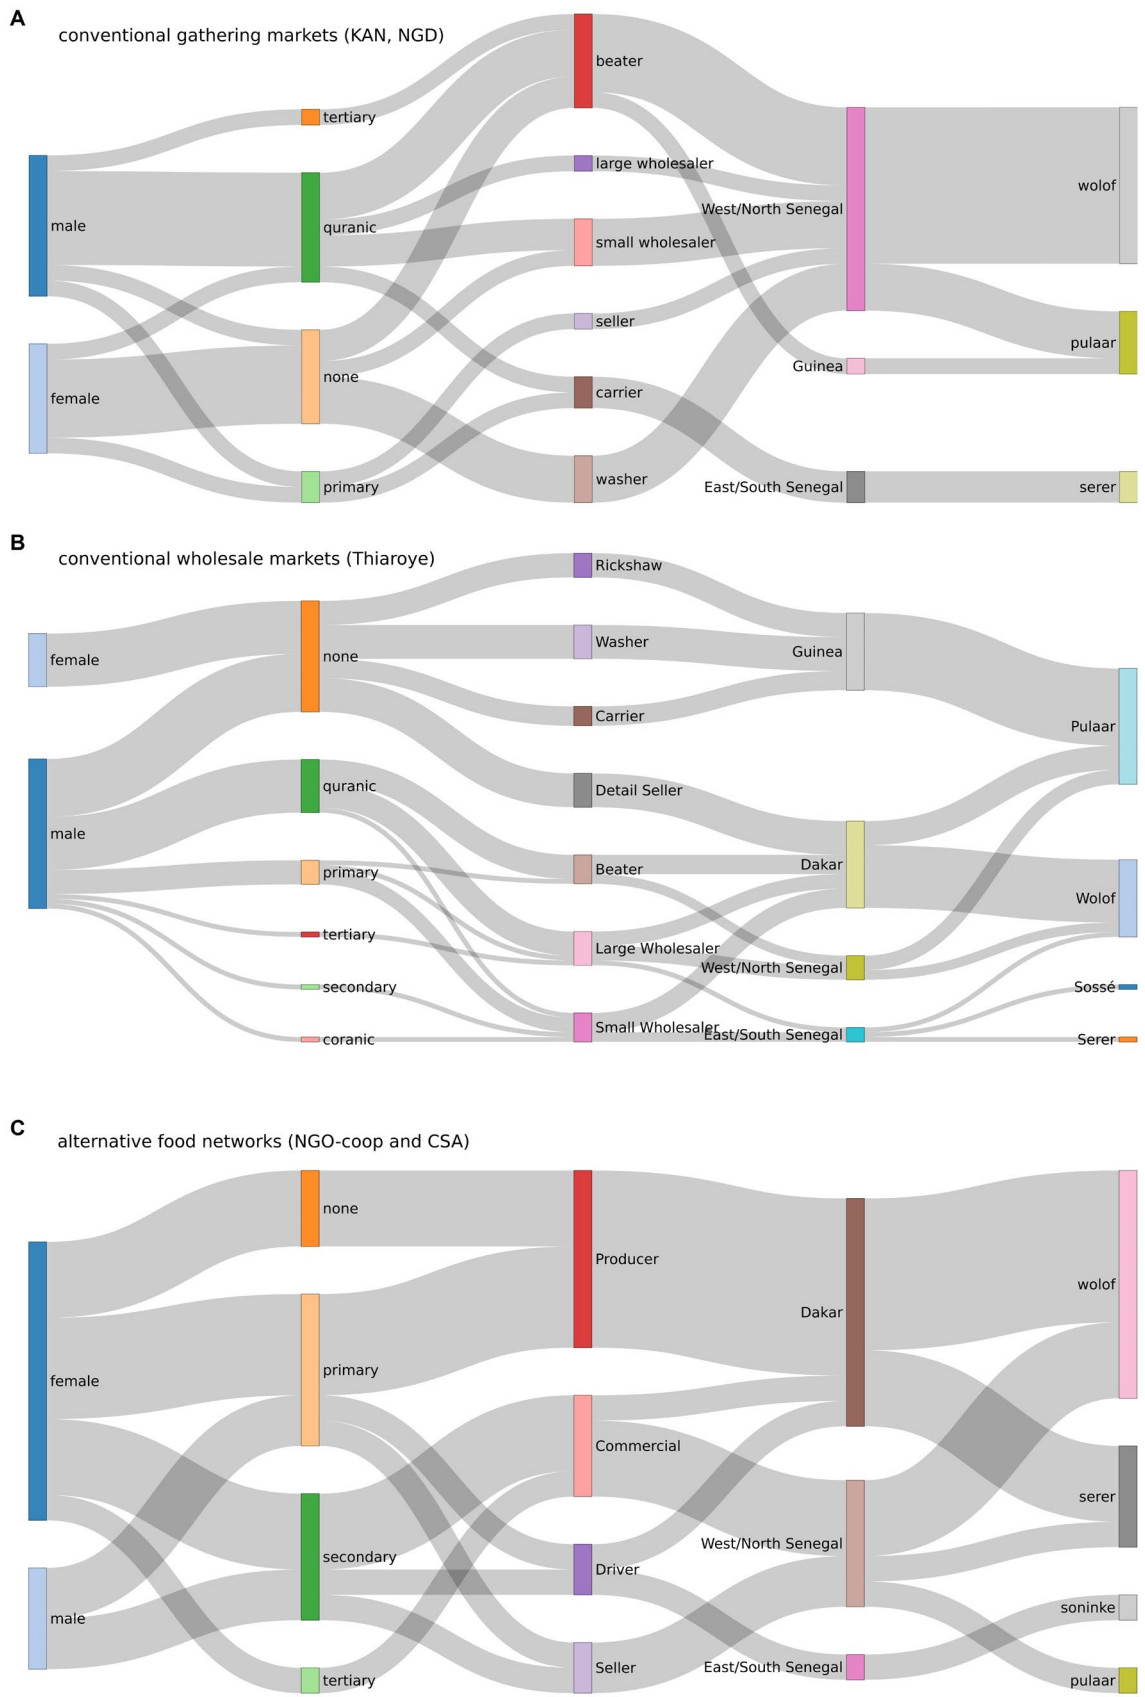 A
conventional gathering markets (KAN, NGD)
beater
tertiary
large wholesaler
wolof
West/North Senegal
male
quranic
small wholesaler
seller
pulaar
Guinea
none
carrier
female
washer
primary
East/South Senegal
serer
B
conventional wholesale markets (Thiaroye)
Rickshaw
Washer
Guinea
none
female
Carrier
Pulaar
quranic
Detail Seller
male
Dakar
Beater
primary
Wolof
tertiary
Large Wholesaler
West/North Senegal
secondary
Sossé
Small Wholesaler
East/South Senegal
coranic
Serer
C
alternative food networks (NGO-coop and CSA)
none
Producer
wolof
Dakar
primary
female
Commercial
serer
West/North Senegal
secondary
Driver
soninke
male
Seller
East/South Senegal
tertiary
pulaar